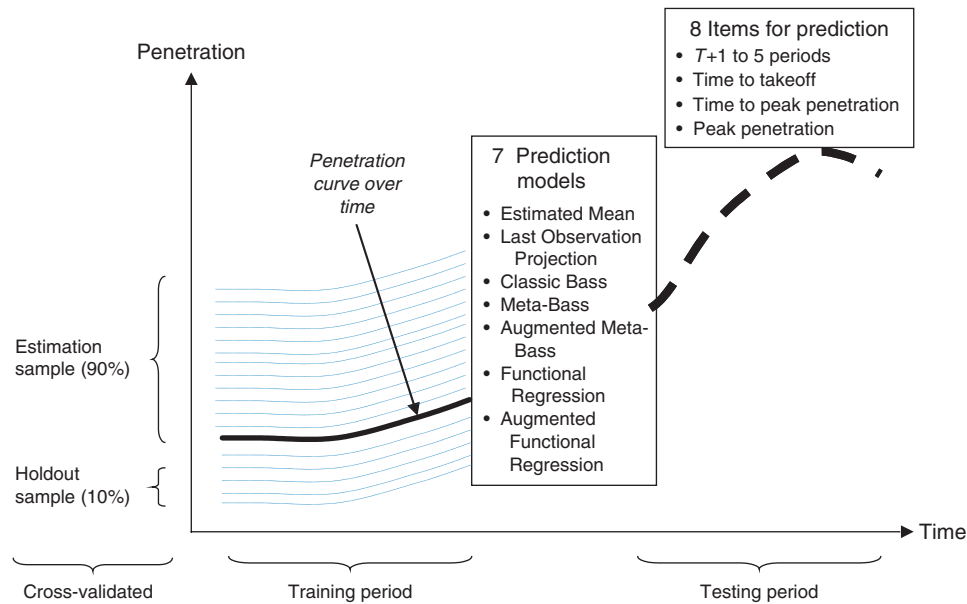 Penetration
8 Items for prediction
• T+1 to 5 periods
• Time to takeoff
• Time to peak penetration
• Peak penetration
Penetration
curve over
time
7 Prediction
models
• Estimated Mean
• Last Observation
Projection
• Classic Bass
• Meta-Bass
• Augmented Meta-
Bass
• Functional
Regression
• Augmented
Functional
Regression
Estimation
sample (90%)
Holdout
sample (10%)
Time
Cross-validated
Training period
Testing period